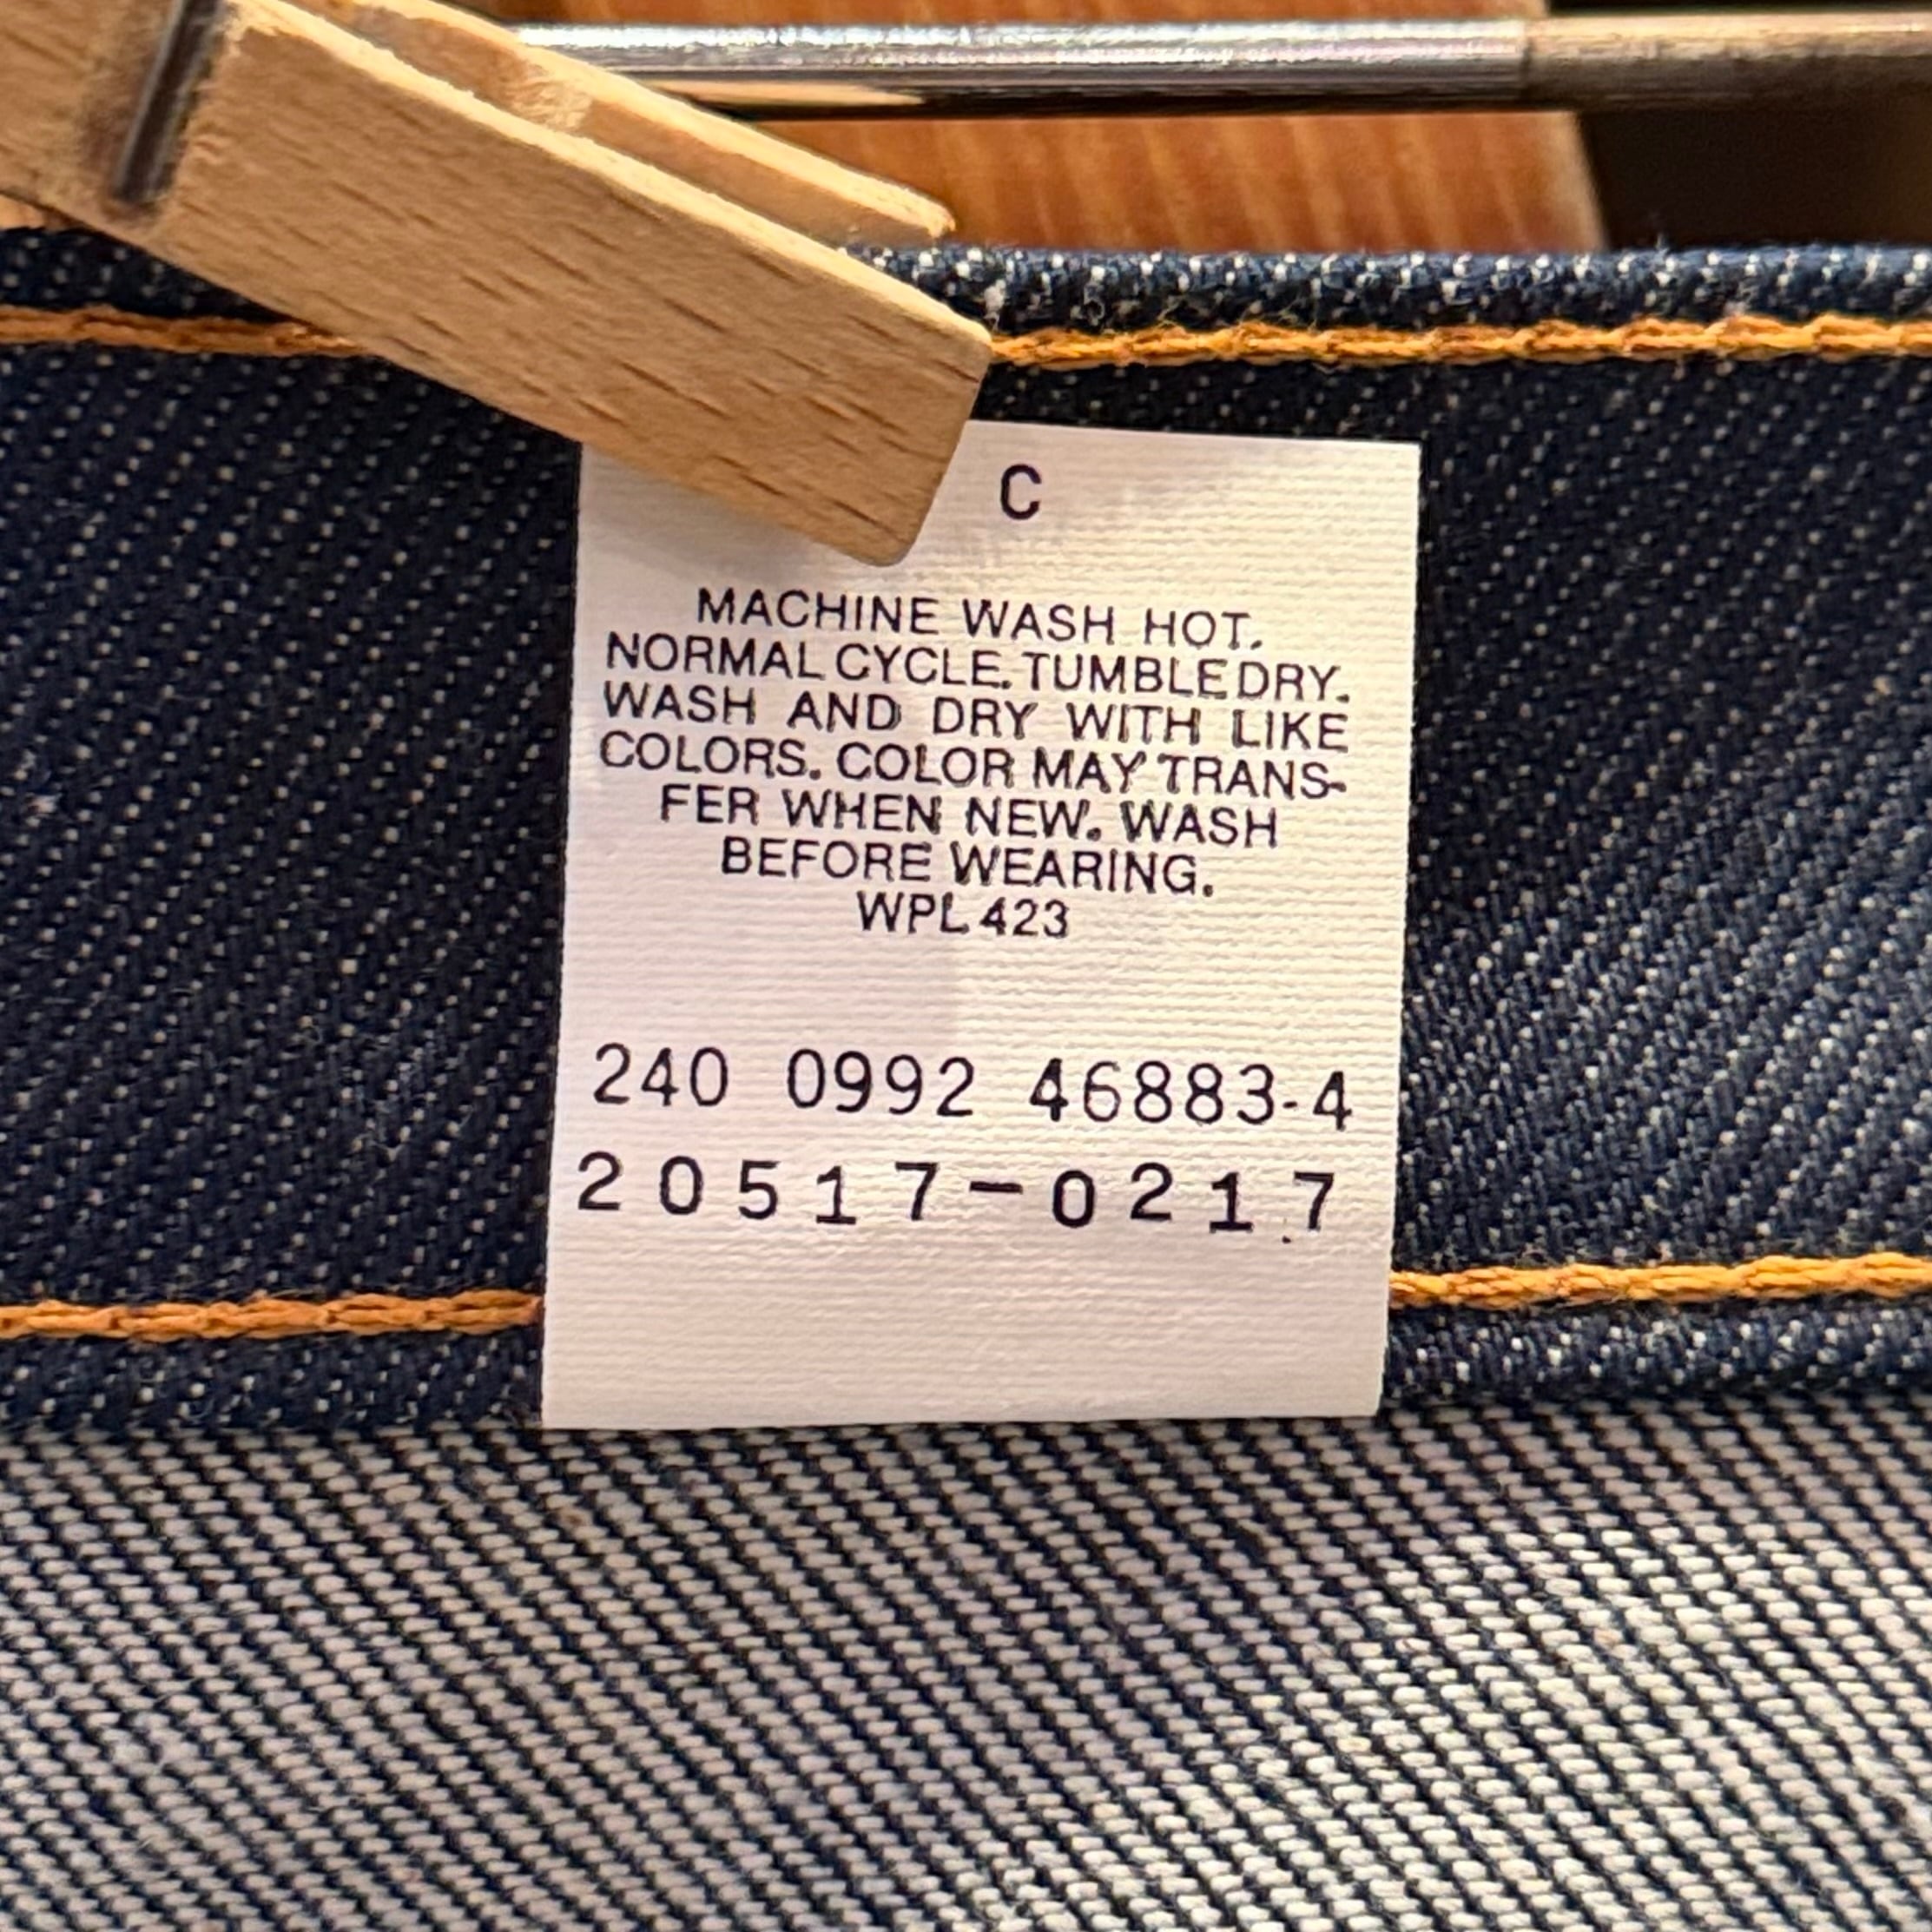 C
MACHINE WASH HOT.
NORMAL CYCLE. TUMBLE DRY.
WASH AND DRY WITH LIKE
COLORS. COLOR MAY TRANS-
FER WHEN NEW. WASH
BEFORE WEARING.
WPL 423
240 0992 46883-4
20517-0217